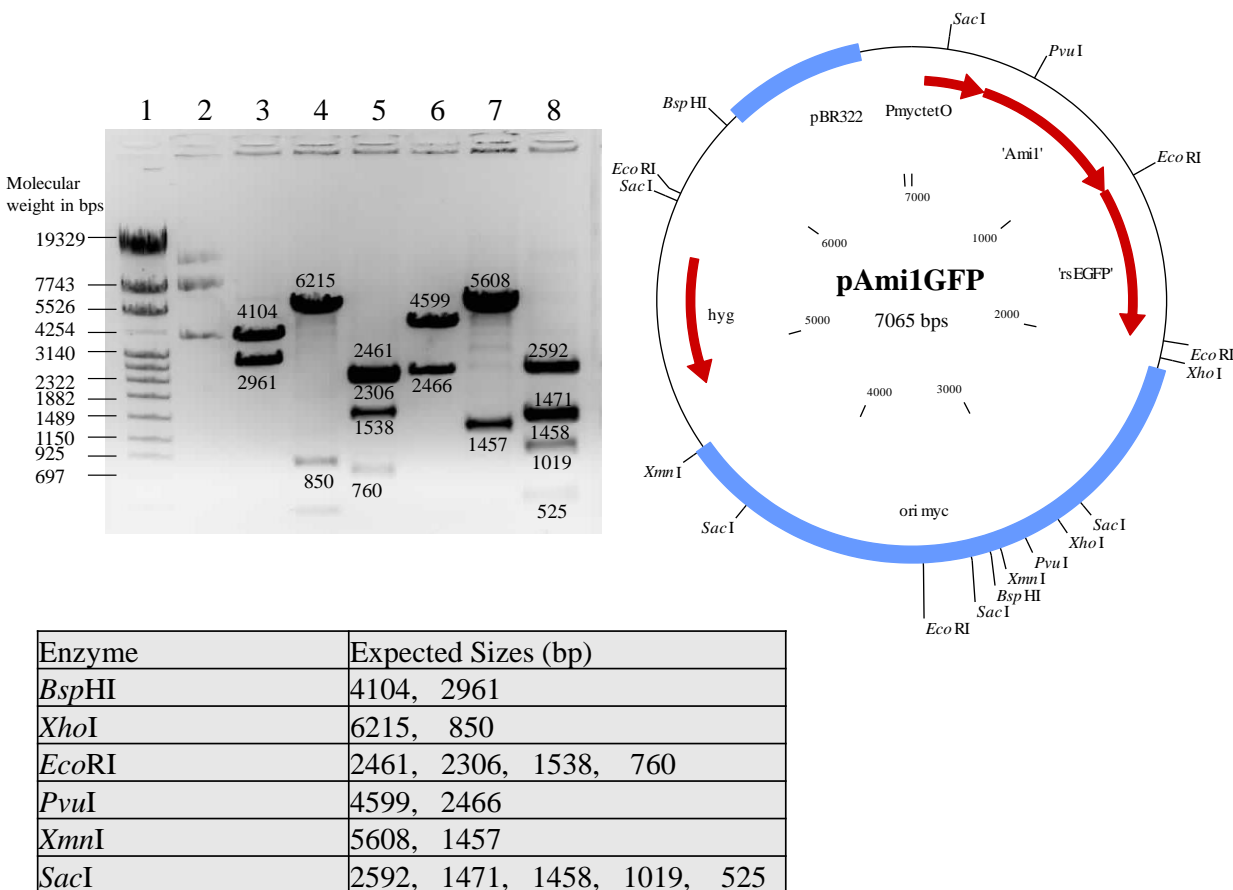 1 2 3 4 5 6 7 8
Molecular
weight in bps
19329
7743
5526
4254
3140
2322
1882
1489
1150
925
697
4104
2961
6215
850
2461
2306
1538
760
4599
2466
5608
1457
2592
1471
1458
1019
525
SacI
PvuI
EcoRI
EcoRI
XhoI
SacI
XhoI
PvuI
XmnI
BspHI
SacI
EcoRI
SacI
XmnI
SacI
EcoRI
BspHI
pBR322
PmyctetO
'Ami1'
'rsEGFP'
ori myc
hyg
7000
1000
2000
3000
4000
5000
6000
pAmi1GFP
7065 bps
Enzyme Expected Sizes (bp)
BspHI 4104, 2961
XhoI 6215, 850
EcoRI 2461, 2306, 1538, 760
PvuI 4599, 2466
XmnI 5608, 1457
SacI 2592, 1471, 1458, 1019, 525